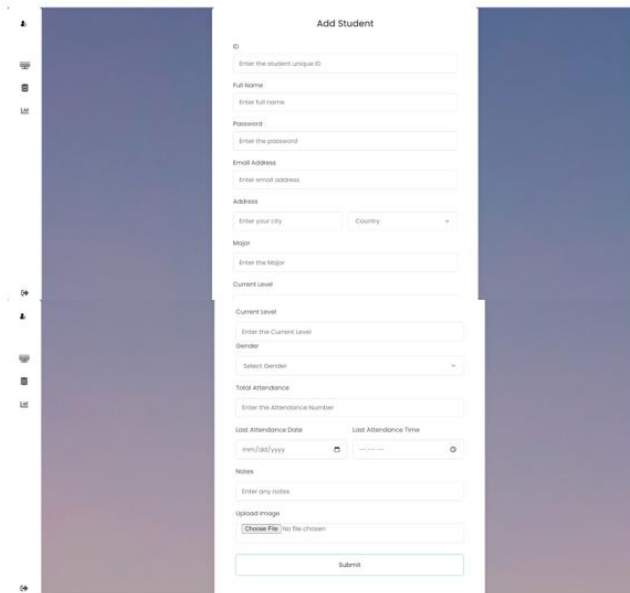 Add Student
ID
Enter the student unique ID
Full Name
Enter full name
Password
Enter the password
Email Address
Enter email address
Address
Enter your city Country
Major
Enter the Major
Current Level
Current Level
Enter the Current Level
Gender
Select Gender
Total Attendance
Enter the Attendance Number
Last Attendance Date Last Attendance Time
mm/dd/yyyy --:-- --
Notes
Enter any notes
Upload Image
Choose File No file chosen
Submit